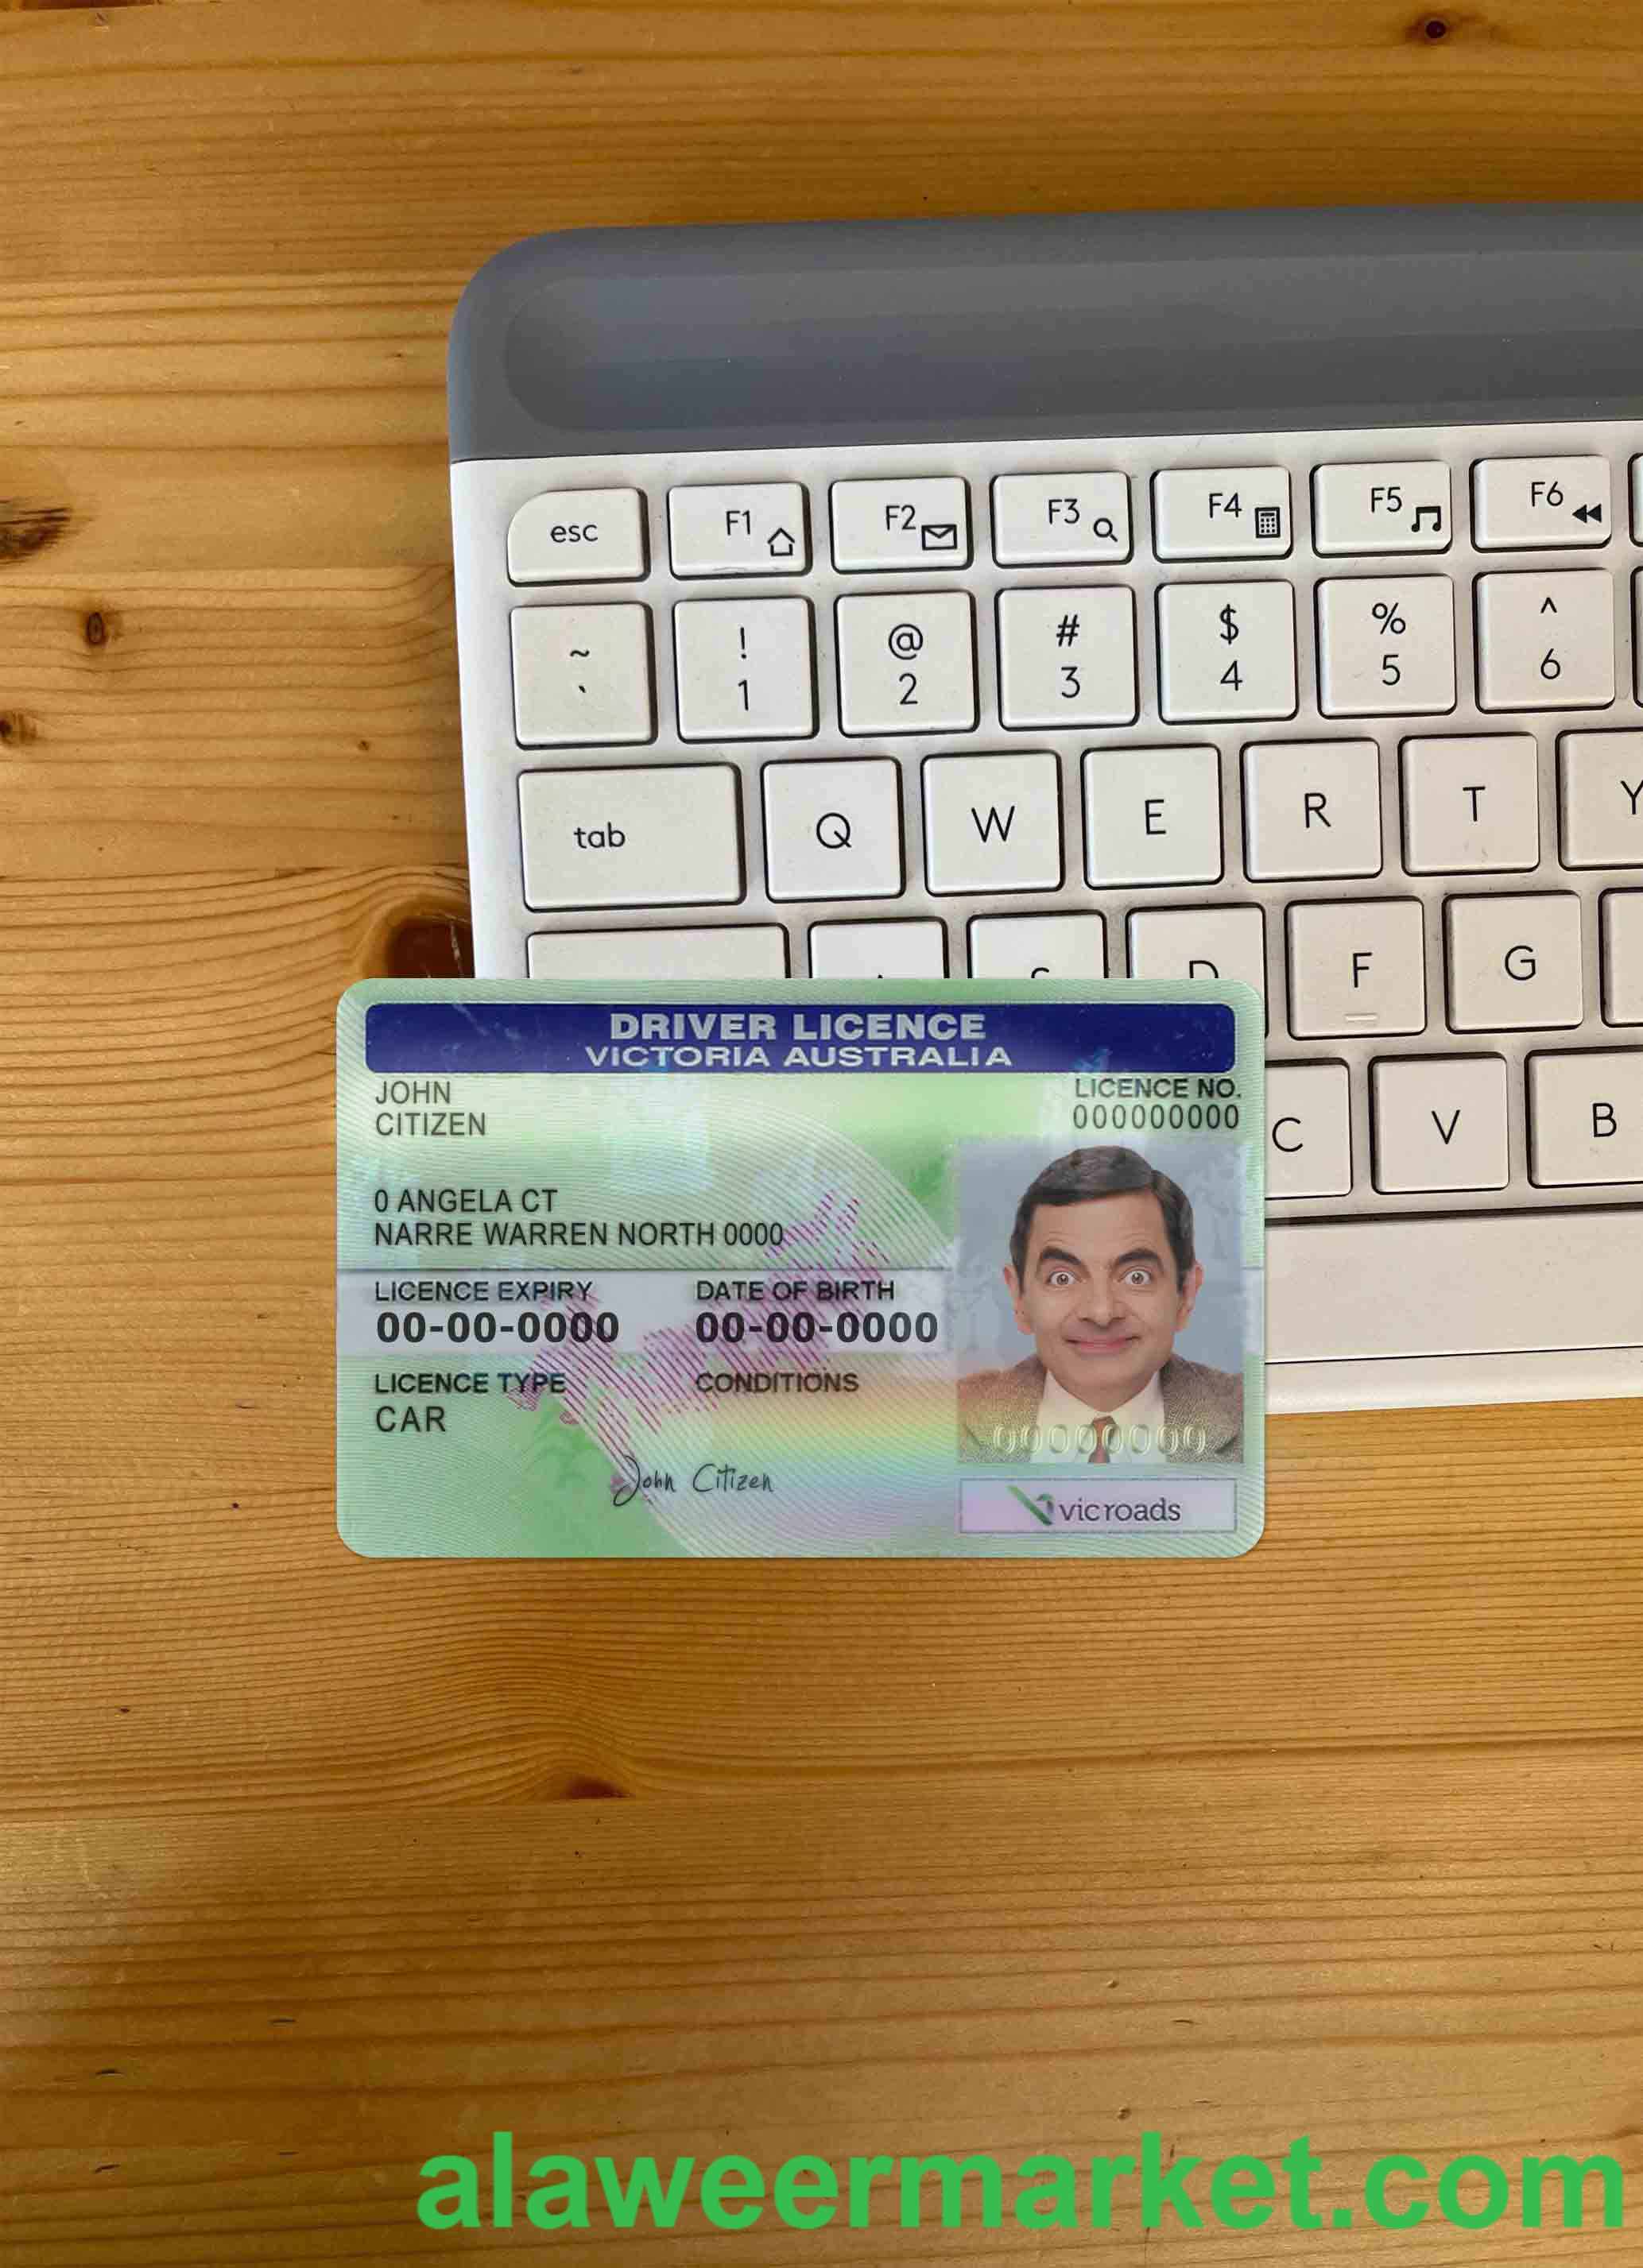 esc F1 F2 F3 F4 F5 F6
~ ! @ # $ % ^
` 1 2 3 4 5 6
tab Q W E R T Y
S D F G
C V B
DRIVER LICENCE
VICTORIA AUSTRALIA
JOHN
CITIZEN
LICENCE NO.
000000000
0 ANGELA CT
NARRE WARREN NORTH 0000
LICENCE EXPIRY DATE OF BIRTH
00-00-0000 00-00-0000
LICENCE TYPE CONDITIONS
CAR
000000000
John Citizen
vicroads
alaweermarket.com